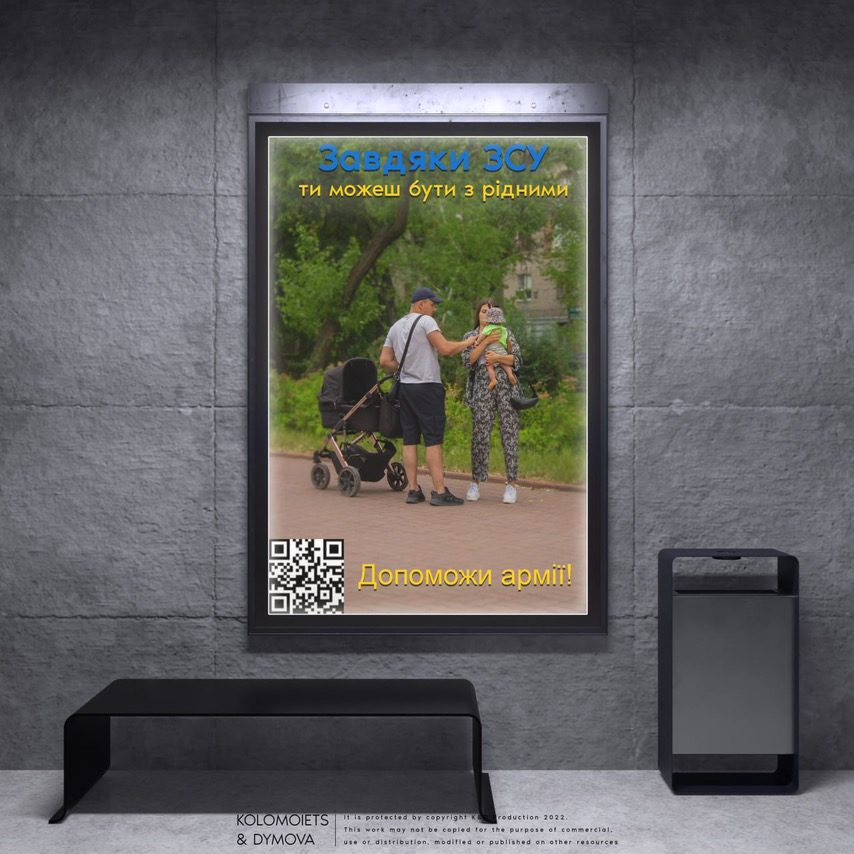 Завдяки ЗСУ
ти можеш бути з рідними
Допоможи армії!
KOLOMOIETS
& DYMOVA
It is protected by copyright K&D Production 2022.
This work may not be copied for the purpose of commercial,
use or distribution, modified or published on other resources